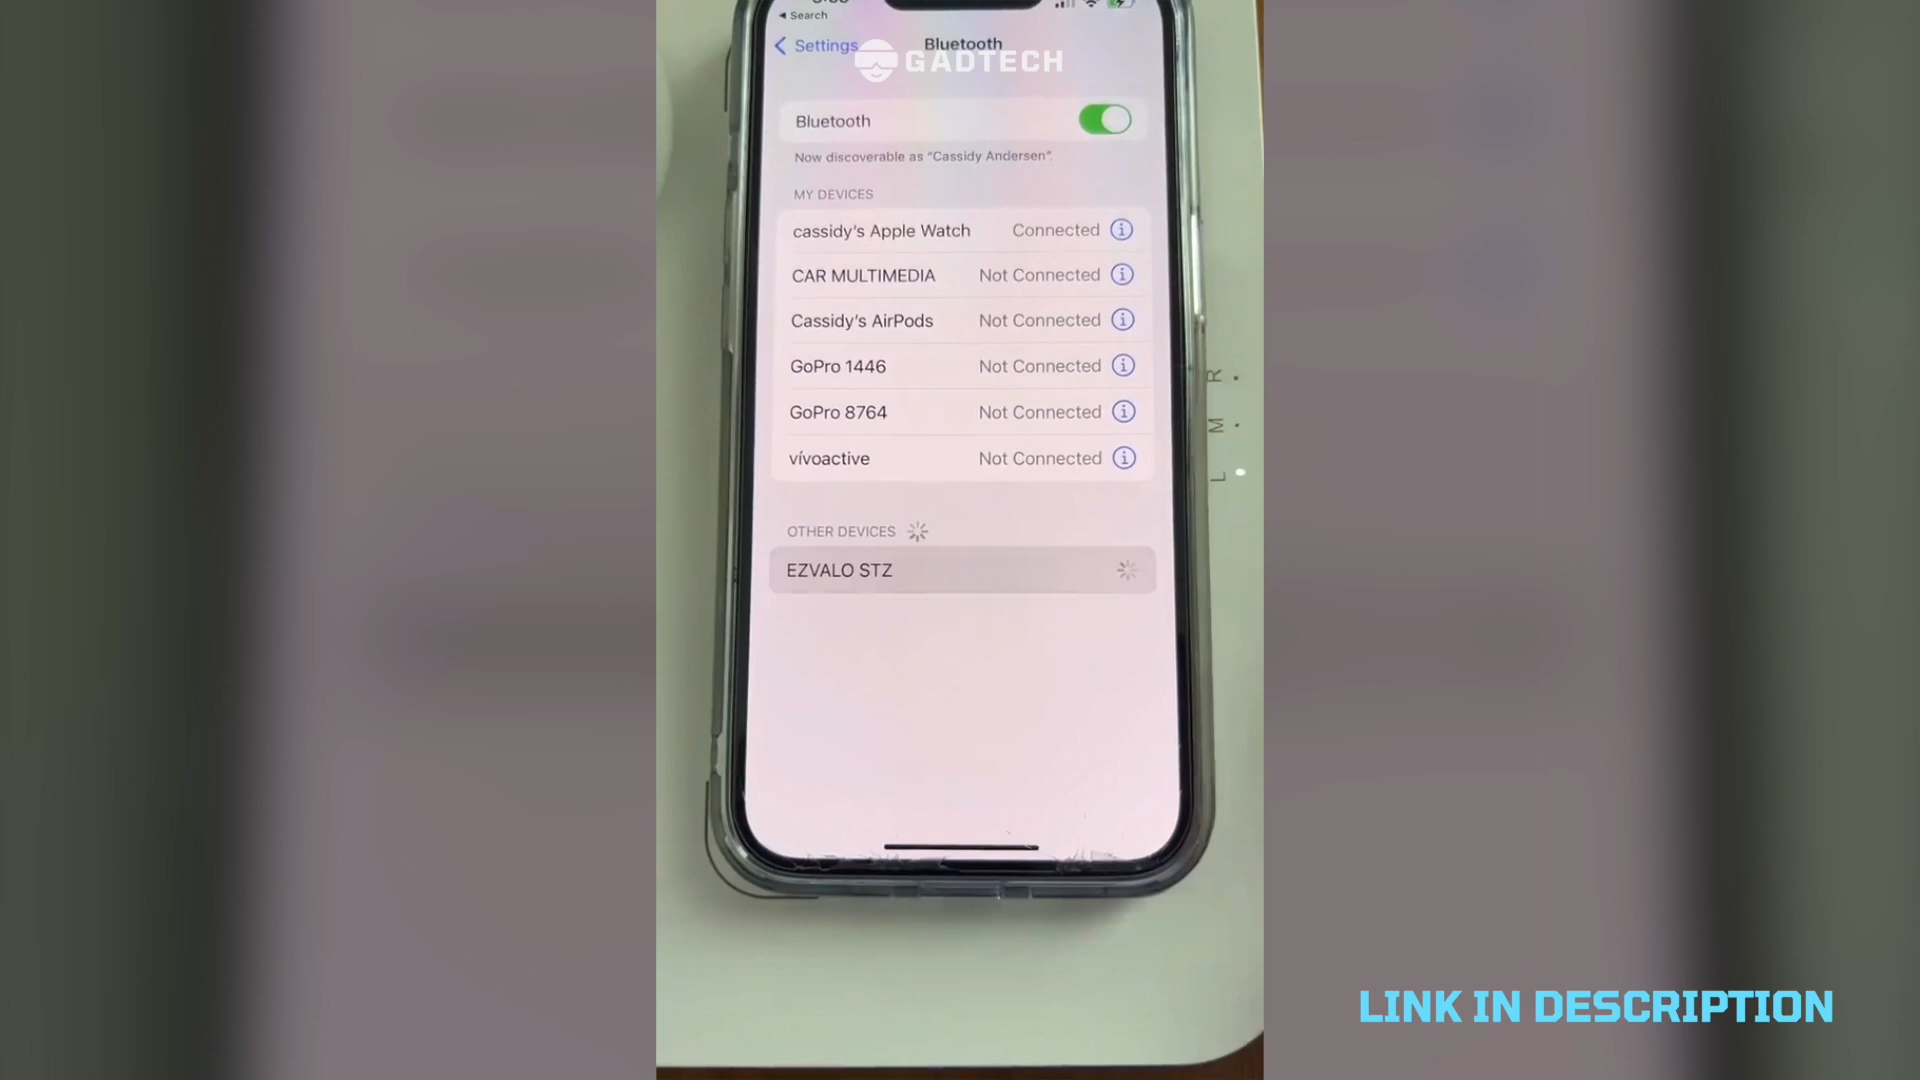 Search
Settings
Bluetooth
GADTECH
Bluetooth
Now discoverable as “Cassidy Andersen”.
MY DEVICES
cassidy’s Apple Watch Connected
CAR MULTIMEDIA Not Connected
Cassidy’s AirPods Not Connected
GoPro 1446 Not Connected
GoPro 8764 Not Connected
vívoactive Not Connected
OTHER DEVICES
EZVALO STZ
R
M
L
LINK IN DESCRIPTION